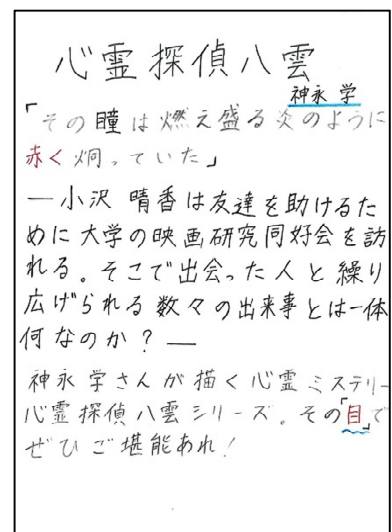 心霊探偵八雲
神永 学
「その瞳は燃え盛る炎のように
赤く炯っていた」
―小沢 晴香は友達を助けるた
めに大学の映画研究同好会を訪
れる。そこで出会った人と繰り
広げられる数々の出来事とは一体
何なのか?―
神永 学さんが描く心霊ミステリー
心霊探偵八雲シリーズ。その「目」で
ぜひご堪能あれ!